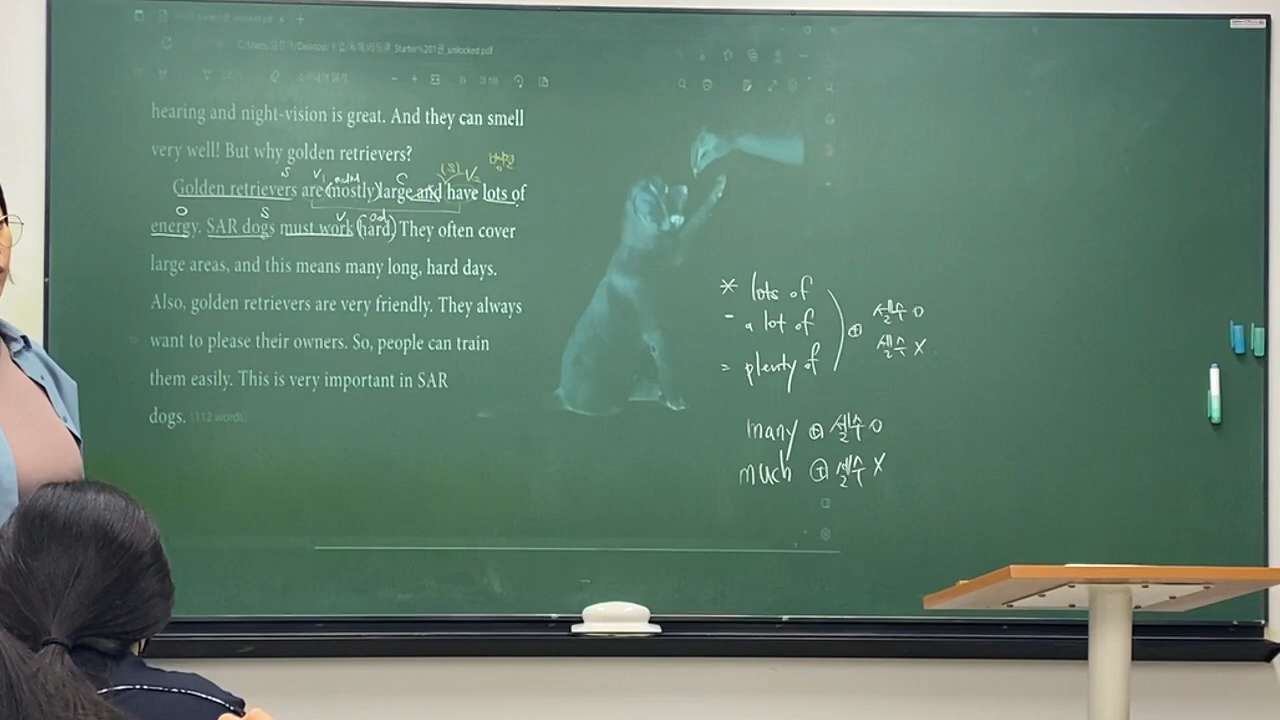 hearing and night-vision is great. And they can smell
very well! But why golden retrievers?
S V adv C (S) V
Golden retrievers are (mostly) large and have lots of
O S V ad
energy. SAR dogs must work (hard) They often cover
large areas, and this means many long, hard days.
Also, golden retrievers are very friendly. They always
want to please their owners. So, people can train
them easily. This is very important in SAR
dogs. (112 words)
* lots of
- a lot of
= plenty of
⊕ 셀수 O
셀수 X
many ⊕ 셀수 O
much ⊕ 셀수 X